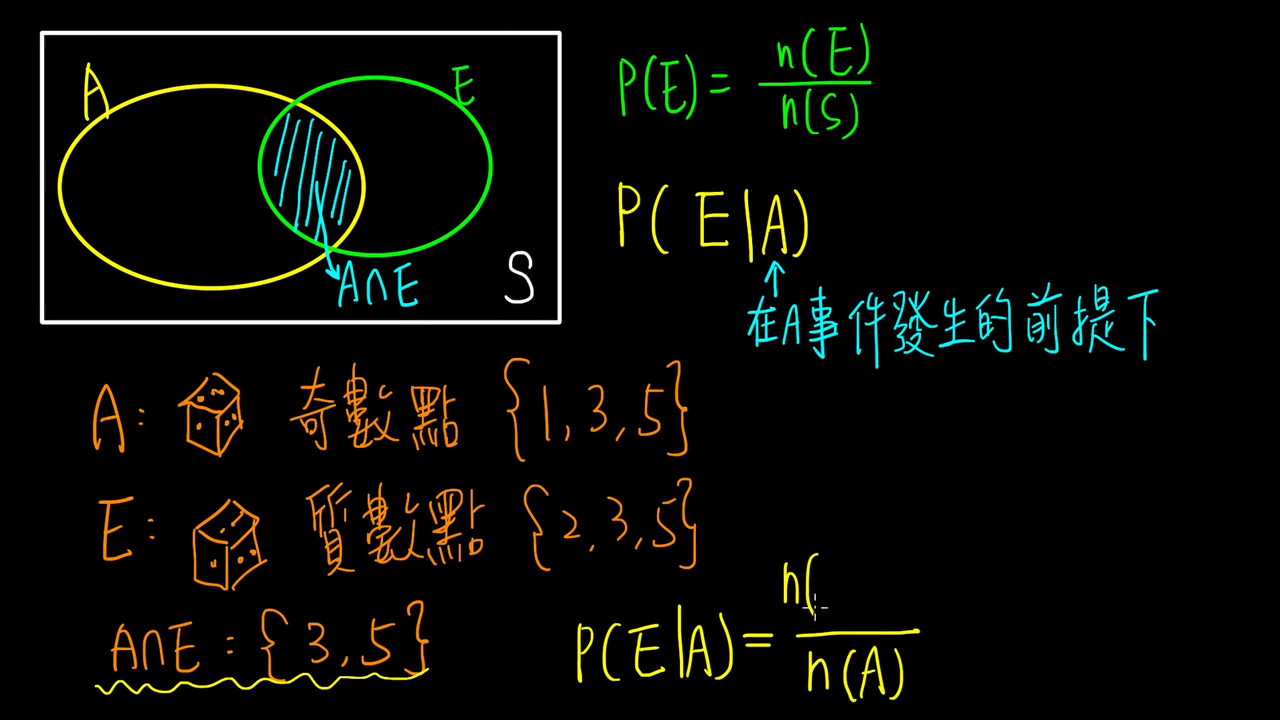 A
E
A∩E
S
P(E) = n(E) / n(S)
P( E | A )
在A事件發生的前提下
A: 奇數點 {1, 3, 5}
E: 質數點 {2, 3, 5}
A∩E : {3, 5}
P(E|A) = n( / n(A)